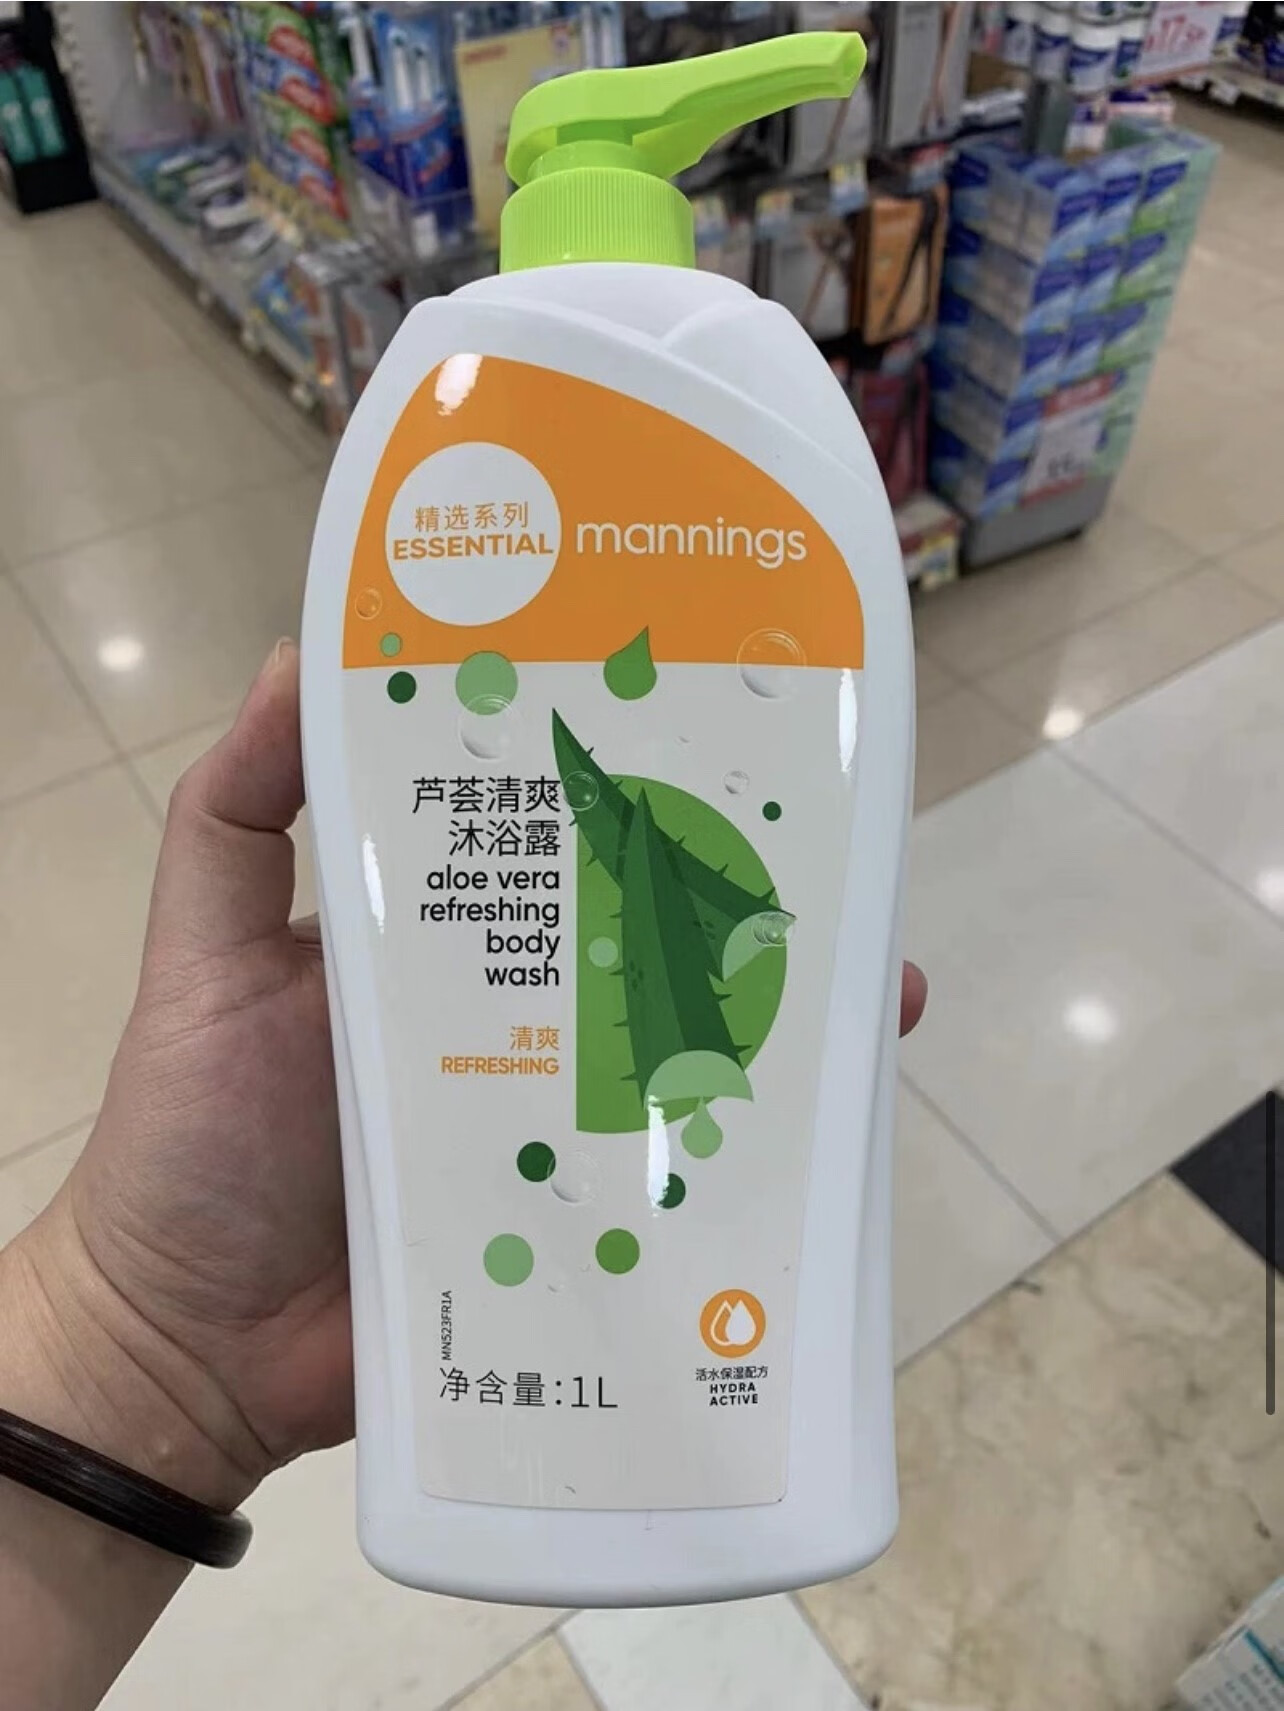 精选系列
ESSENTIAL
mannings
芦荟清爽
沐浴露
aloe vera
refreshing
body
wash
清爽
REFRESHING
MN523FR1A
净含量:1L
活水保湿配方
HYDRA
ACTIVE